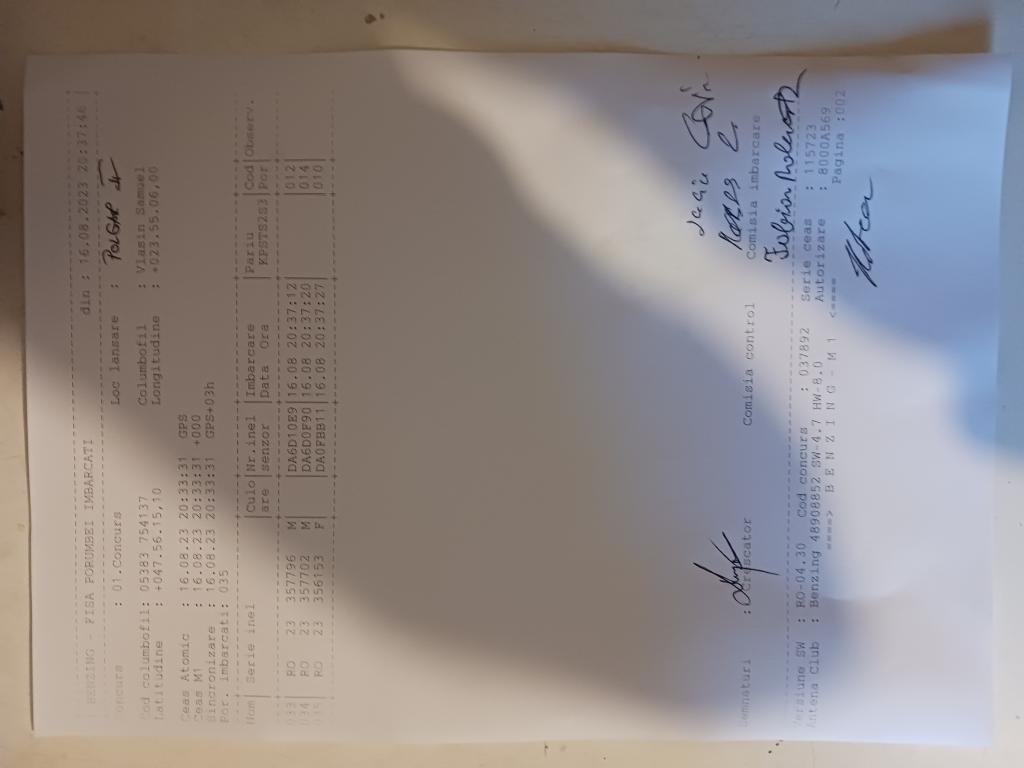 BENZING - FISA PORUMBEI IMBARCATI din : 16.08.2023 20:37:46
Concurs : 01.Concurs Loc lansare : POLGAR 4
Cod columbofil: 05383 754137 Columbofil : Vlasin Samuel
Latitudine : +047.56.15,10 Longitudine : +023.55.06,00
Ceas Atomic : 16.08.23 20:33:31 GPS
Ceas M1 : 16.08.23 20:33:31 +000
Sincronizare : 16.08.23 20:33:31 GPS+03h
Por. imbarcati: 035
Num| Serie inel |Culo|Nr.inel |Imbarcare |Pariu |Cod|Observ.
|are |senzor |Data Ora |KPSTS2S3|Por|
033| RO 23 357796 M| |DA6D10E9|16.08 20:37:12| |012|
034| RO 23 357702 M| |DA6D0F90|16.08 20:37:20| |014|
035| RO 23 356153 F| |DA0FBB11|16.08 20:37:27| |010|
Semnaturi : Crescator Comisia control Comisia imbarcare
Versiune SW : RO-04.30 Cod concurs : 037892 Serie ceas : 115723
Antena Club : Benzing 48908852 SW-4.7 HW-8.0 Autorizare : 8000A569
====> B E N Z I N G - M 1 <==== Pagina :002